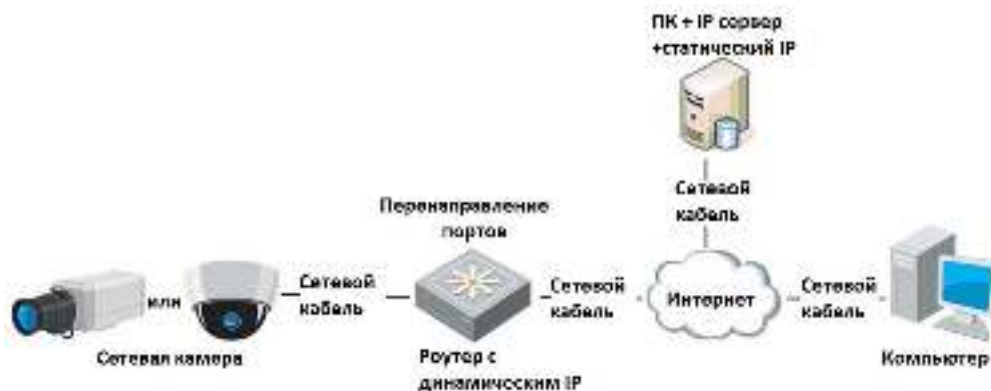 ПК + IP сервер
+статический IP
Сетевой
кабель
Перенаправление
портов
или
Сетевой
кабель
Сетевой
кабель
Интернет
Сетевой
кабель
Сетевая камера
Роутер с
динамическим IP
Компьютер